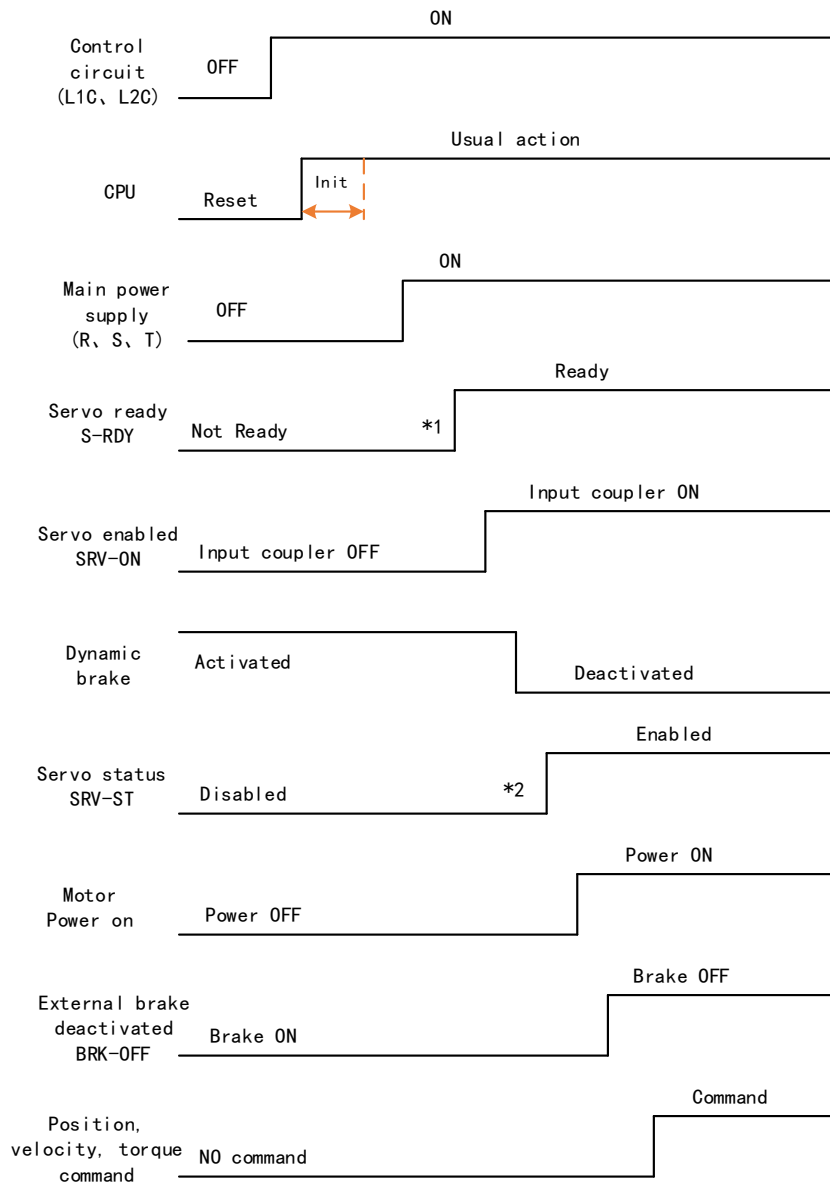 ON
Control
circuit
(L1C、L2C)
OFF
Usual action
CPU
Reset
Init
ON
Main power
supply
(R、S、T)
OFF
Ready
Servo ready
S-RDY
Not Ready
*1
Input coupler ON
Servo enabled
SRV-ON
Input coupler OFF
Dynamic
brake
Activated
Deactivated
Enabled
Servo status
SRV-ST
Disabled
*2
Power ON
Motor
Power on
Power OFF
Brake OFF
External brake
deactivated
BRK-OFF
Brake ON
Command
Position,
velocity, torque
command
NO command